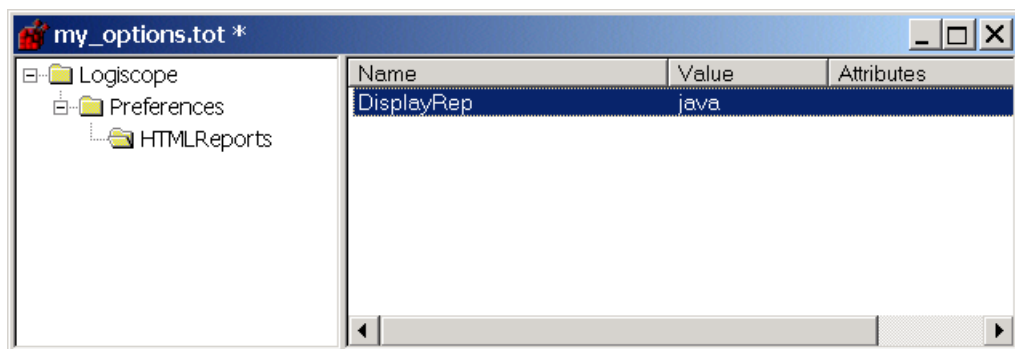 my_options.tot *
Logiscope
Preferences
HTMLReports
Name Value Attributes
DisplayRep java